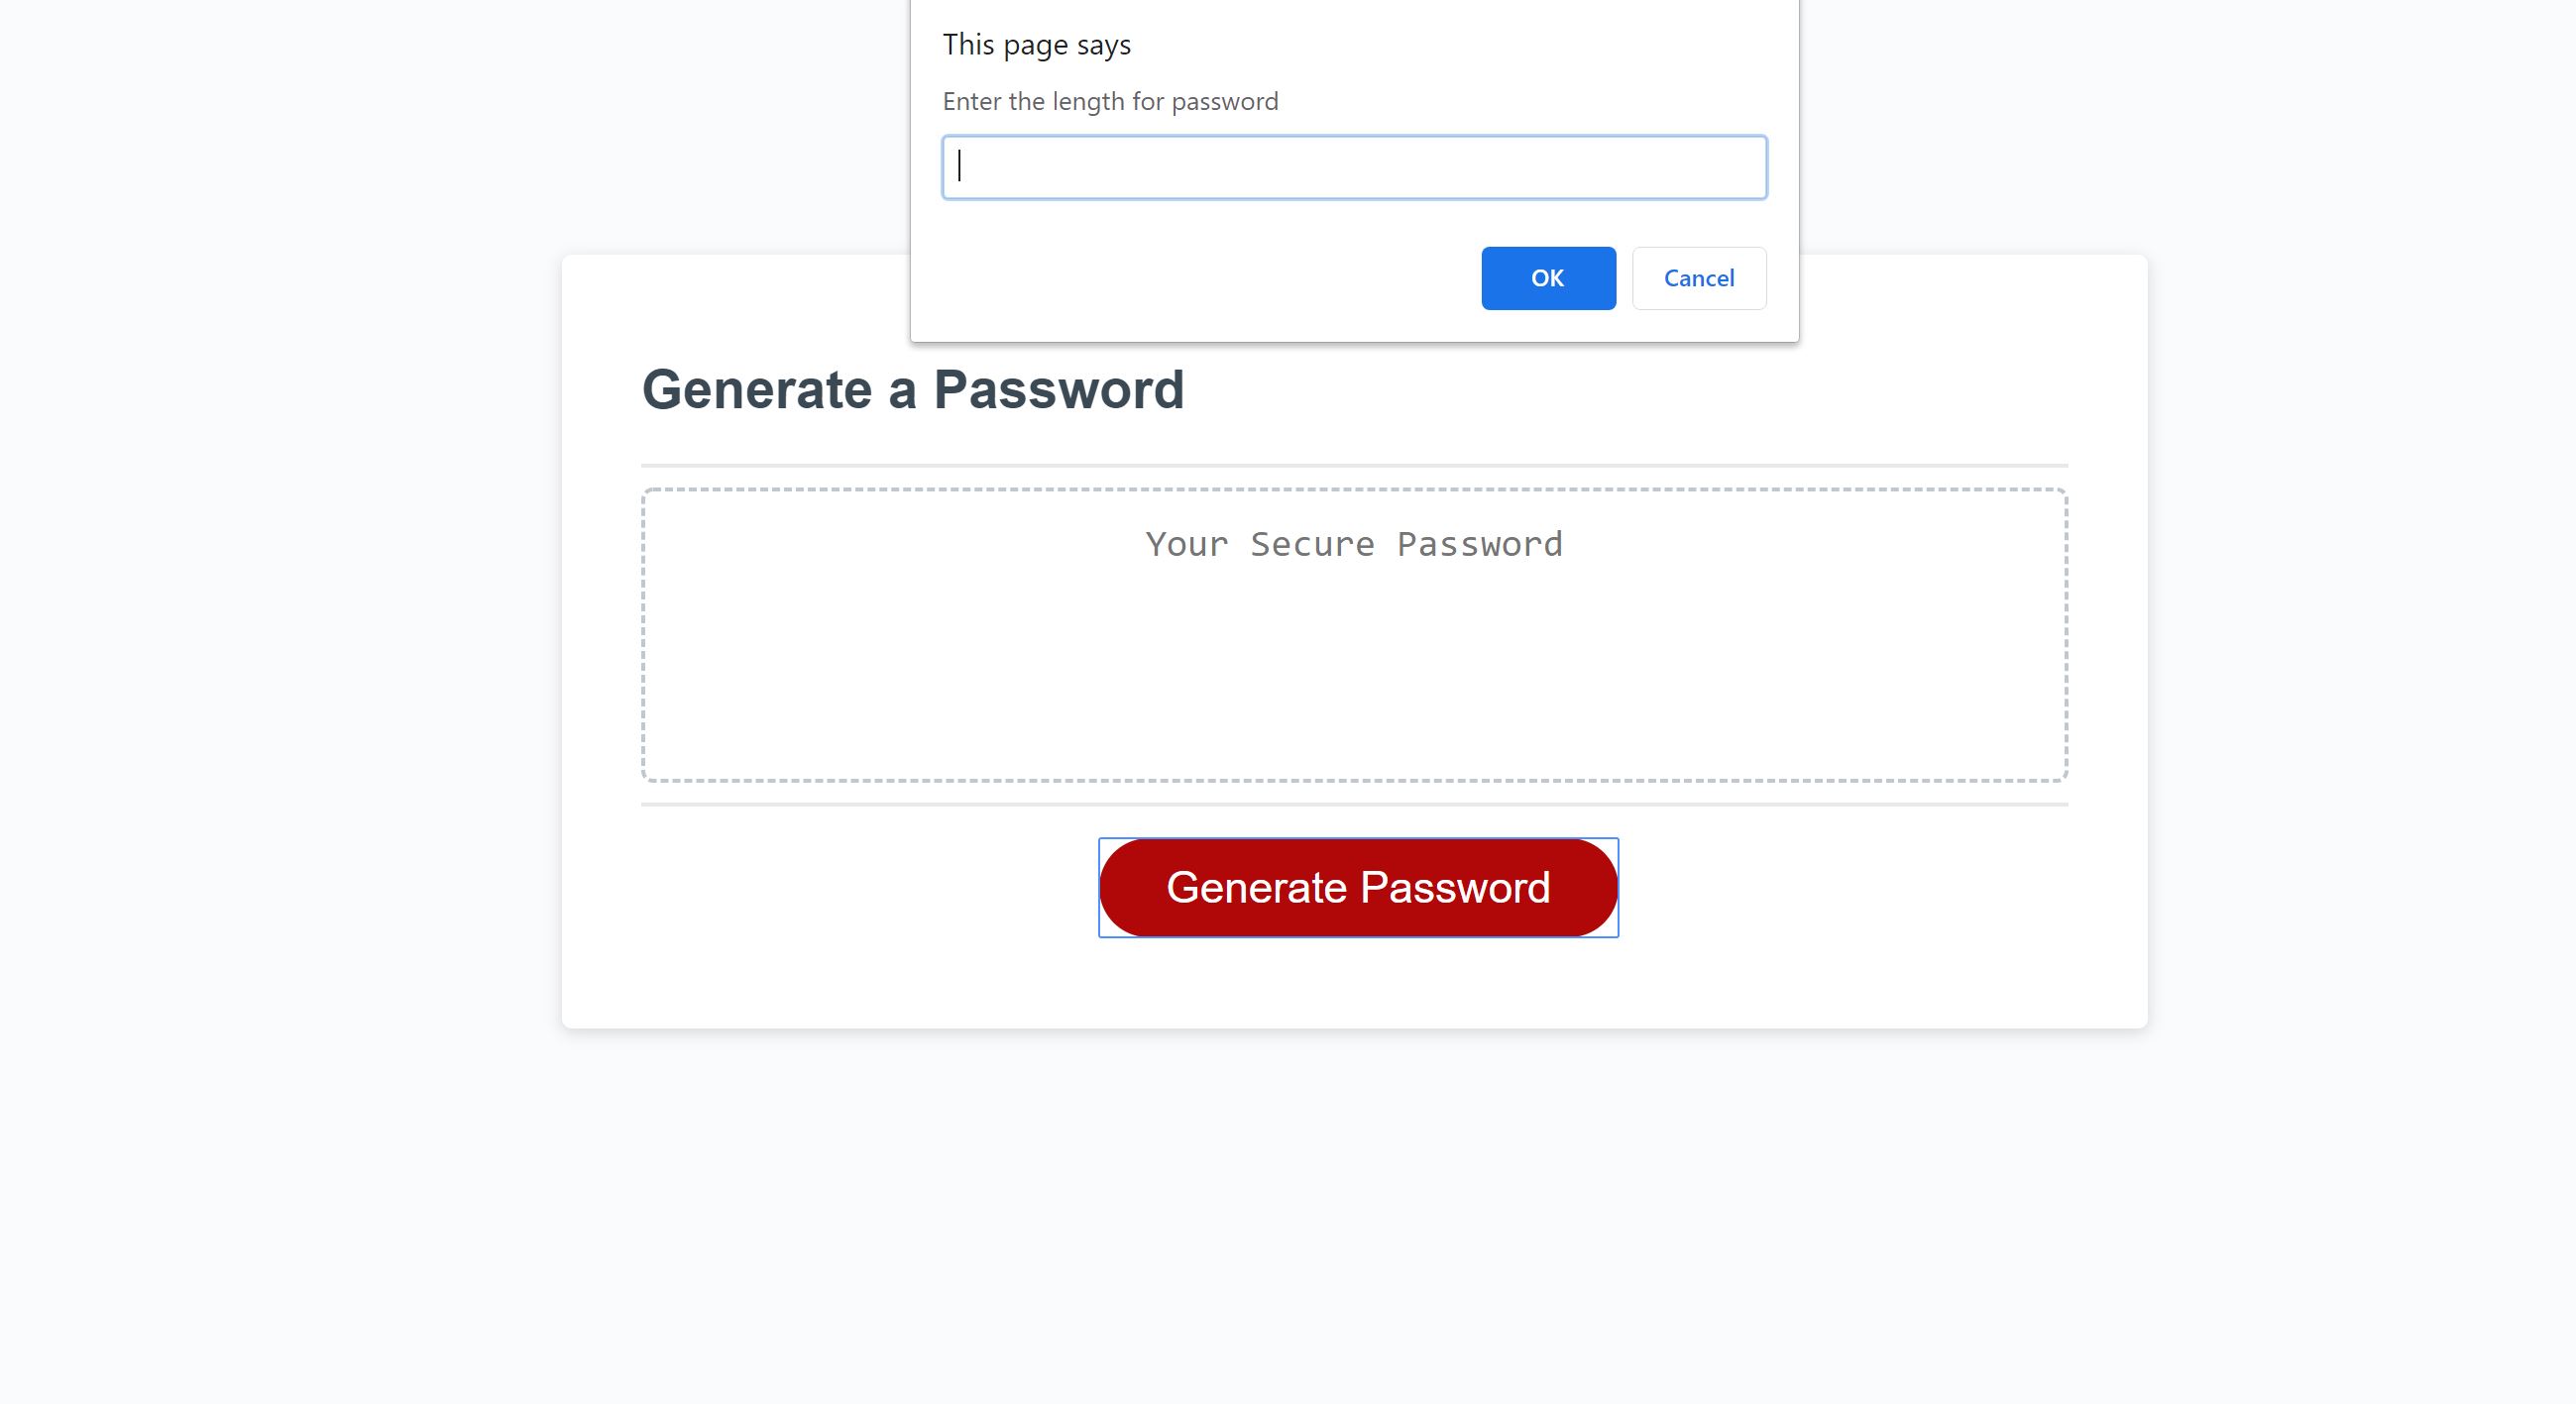 This page says
Enter the length for password
OK Cancel
Generate a Password
Your Secure Password
Generate Password